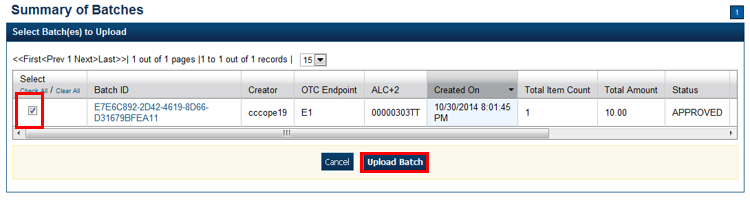 Summary of Batches
1
Select Batch(es) to Upload
<<First<Prev 1 Next>Last>>| 1 out of 1 pages |1 to 1 out of 1 records | 15
Select
Check All / Clear All
Batch ID
Creator
OTC Endpoint
ALC+2
Created On
Total Item Count
Total Amount
Status
E7E6C892-2D42-4619-8D66-
D31679BFEA11
cccope19
E1
00000303TT
10/30/2014 8:01:45
PM
1
10.00
APPROVED
Cancel
Upload Batch